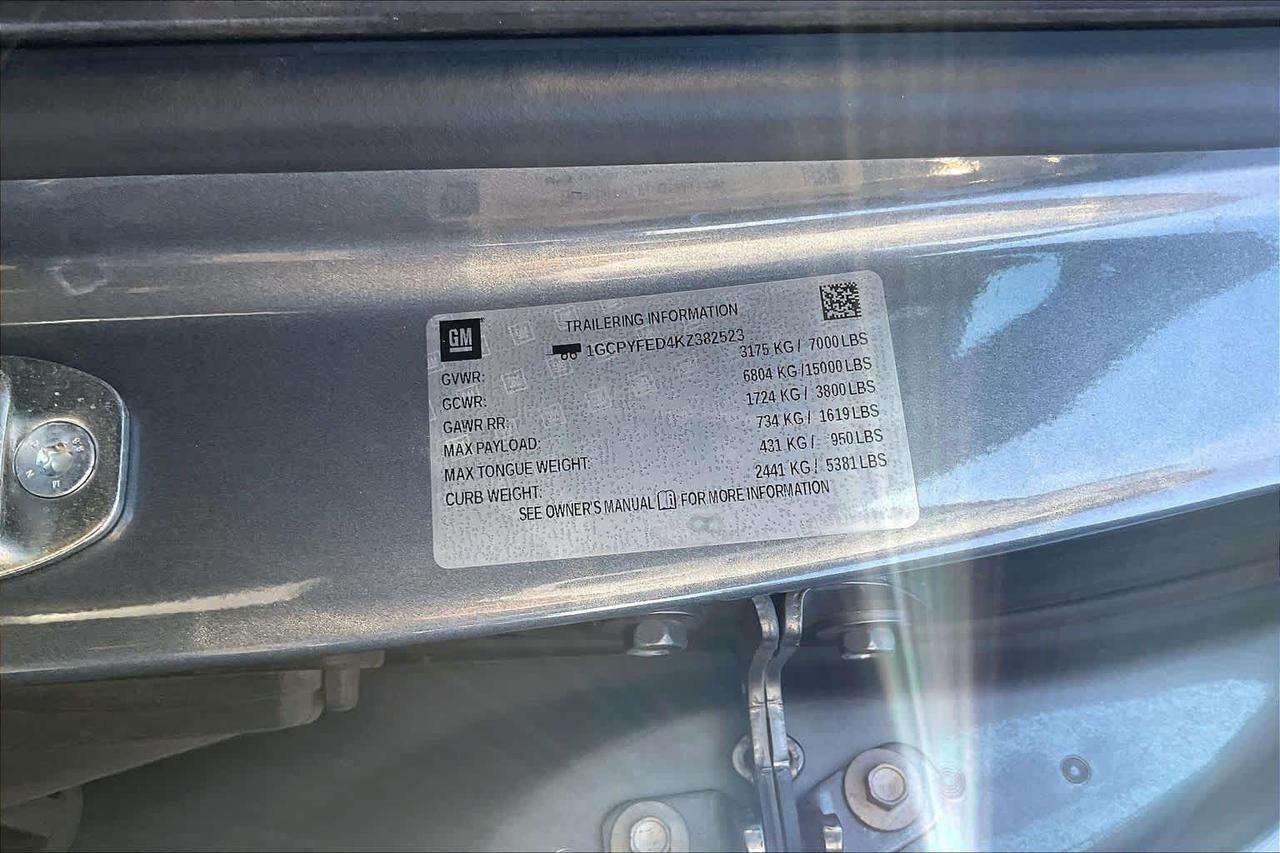 GM
TRAILERING INFORMATION
1GCPYFED4KZ382523
GVWR: 3175 KG / 7000 LBS
GCWR: 6804 KG /15000 LBS
GAWR RR: 1724 KG / 3800 LBS
MAX PAYLOAD: 734 KG / 1619 LBS
MAX TONGUE WEIGHT: 431 KG / 950 LBS
CURB WEIGHT: 2441 KG / 5381 LBS
SEE OWNER'S MANUAL FOR MORE INFORMATION